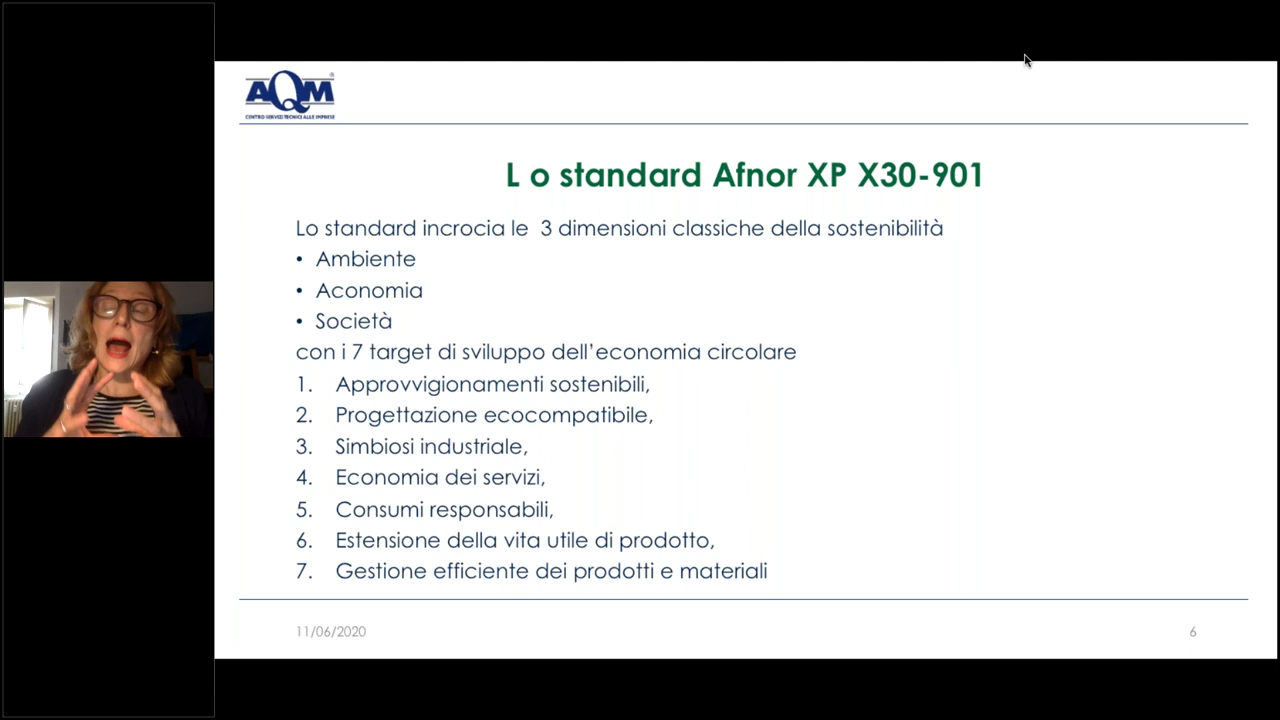 AQM
CENTRO SERVIZI TECNICI ALLE IMPRESE
L o standard Afnor XP X30-901
Lo standard incrocia le 3 dimensioni classiche della sostenibilità
• Ambiente
• Aconomia
• Società
con i 7 target di sviluppo dell'economia circolare
1. Approvvigionamenti sostenibili,
2. Progettazione ecocompatibile,
3. Simbiosi industriale,
4. Economia dei servizi,
5. Consumi responsabili,
6. Estensione della vita utile di prodotto,
7. Gestione efficiente dei prodotti e materiali
11/06/2020
6